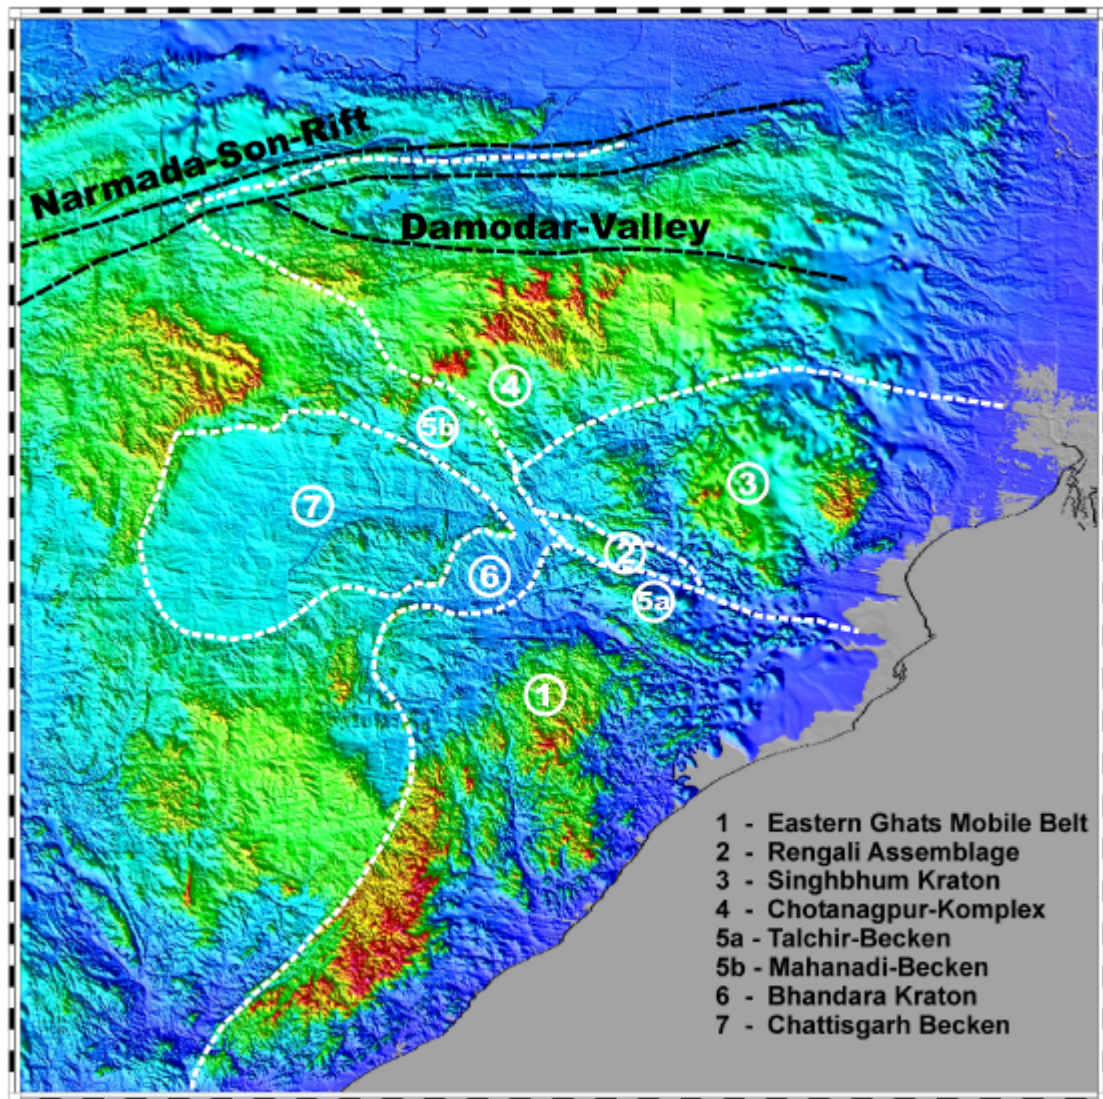 Narmada-Son-Rift
Damodar-Valley
4
5b
3
7
2
6
5a
1
1 - Eastern Ghats Mobile Belt
2 - Rengali Assemblage
3 - Singhbhum Kraton
4 - Chotanagpur-Komplex
5a - Talchir-Becken
5b - Mahanadi-Becken
6 - Bhandara Kraton
7 - Chattisgarh Becken